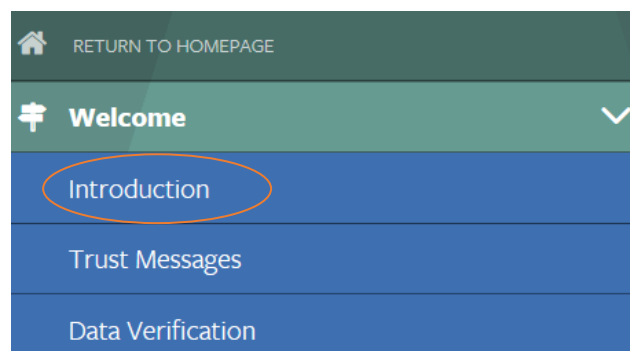 RETURN TO HOMEPAGE
Welcome
Introduction
Trust Messages
Data Verification